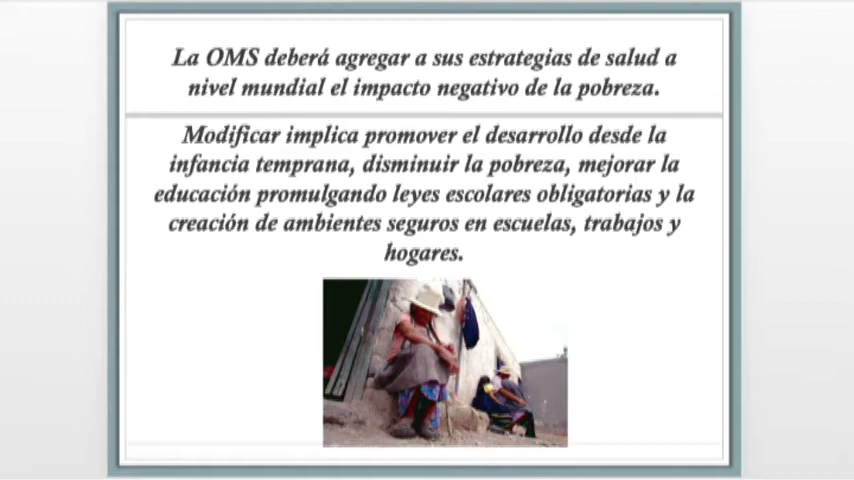 La OMS deberá agregar a sus estrategias de salud a
nivel mundial el impacto negativo de la pobreza.
Modificar implica promover el desarrollo desde la
infancia temprana, disminuir la pobreza, mejorar la
educación promulgando leyes escolares obligatorias y la
creación de ambientes seguros en escuelas, trabajos y
hogares.